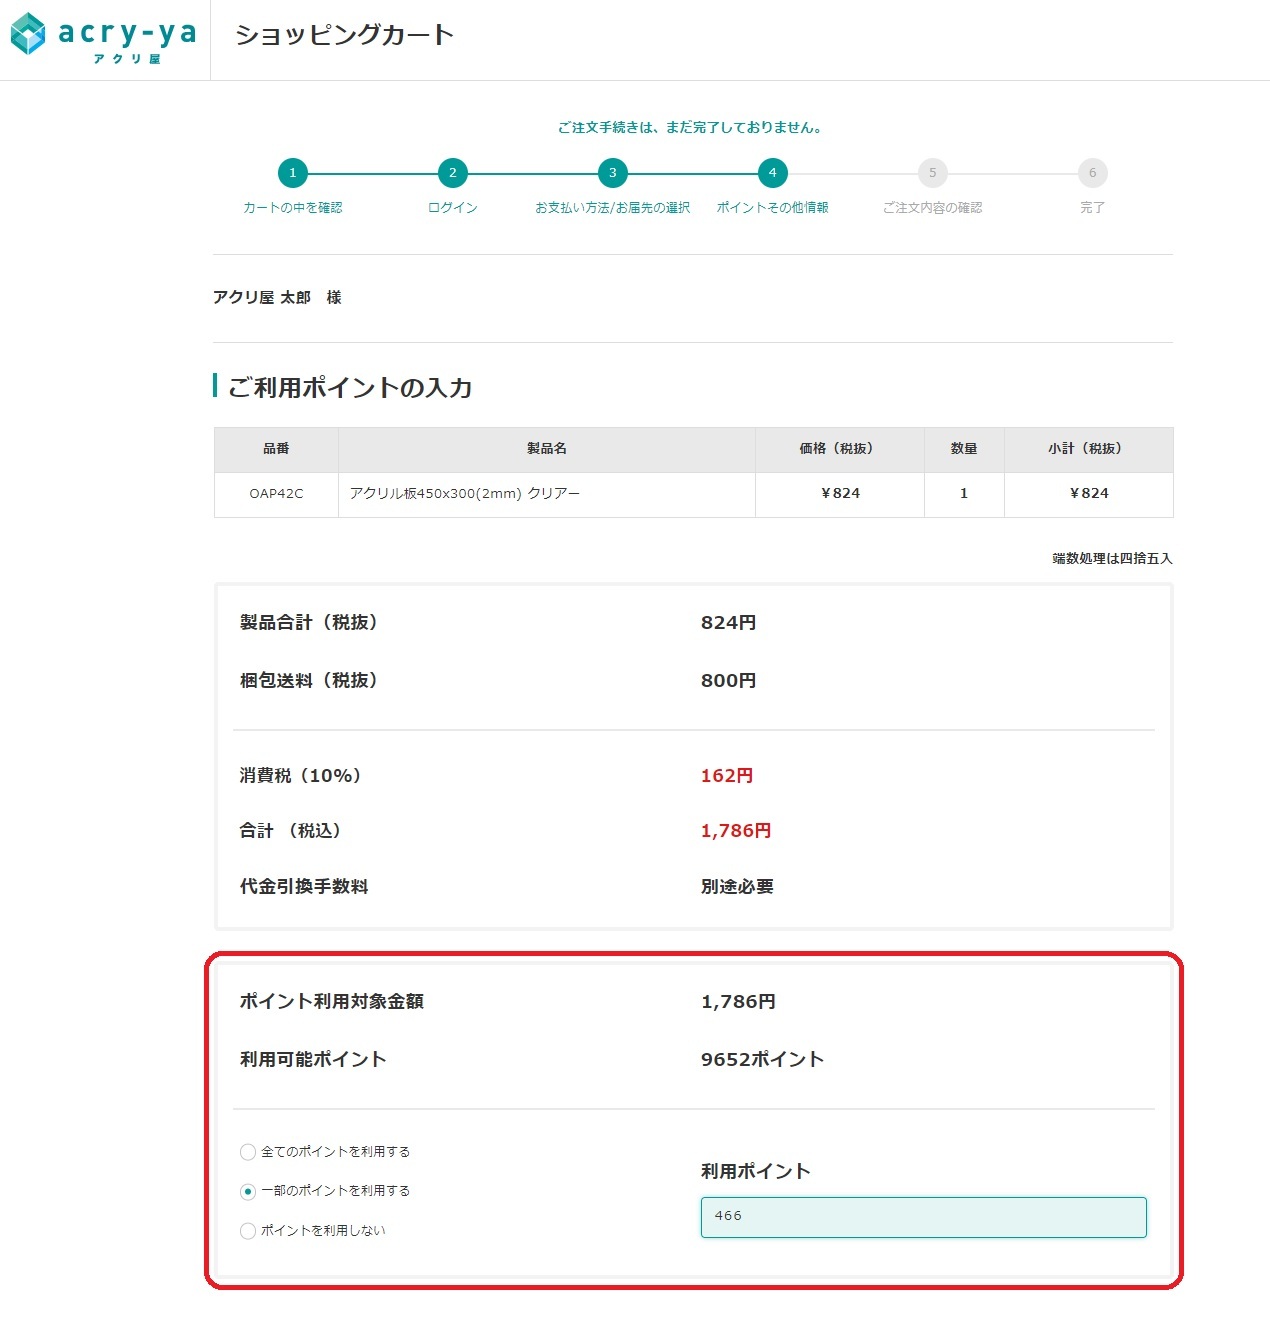 acry-ya
アクリ屋
ショッピングカート
ご注文手続きは、まだ完了しておりません。
1 2 3 4 5 6
カートの中を確認 ログイン お支払い方法/お届先の選択 ポイントその他情報 ご注文内容の確認 完了
アクリ屋 太郎　様
ご利用ポイントの入力
品番 製品名 価格（税抜） 数量 小計（税抜）
OAP42C アクリル板450x300(2mm) クリアー ¥824 1 ¥824
端数処理は四捨五入
製品合計（税抜） 824円
梱包送料（税抜） 800円
消費税（10%） 162円
合計 （税込） 1,786円
代金引換手数料 別途必要
ポイント利用対象金額 1,786円
利用可能ポイント 9652ポイント
全てのポイントを利用する
一部のポイントを利用する
ポイントを利用しない
利用ポイント
466